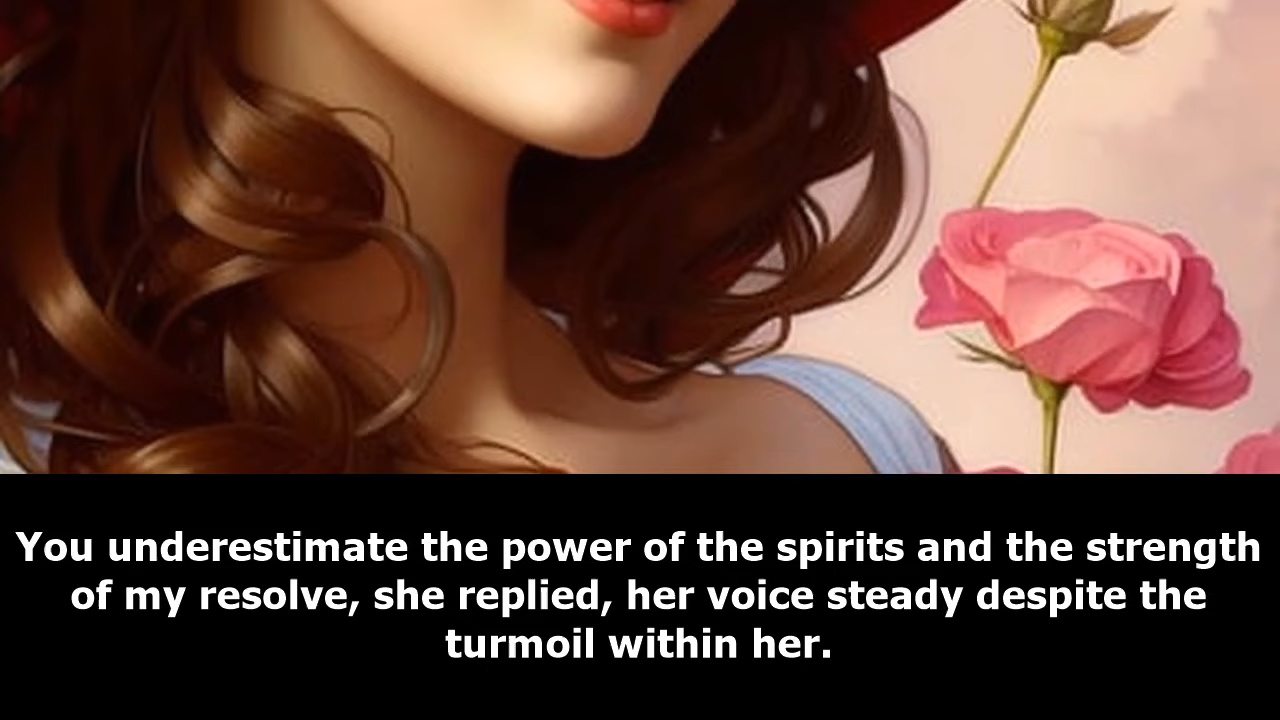 You underestimate the power of the spirits and the strength
of my resolve, she replied, her voice steady despite the
turmoil within her.